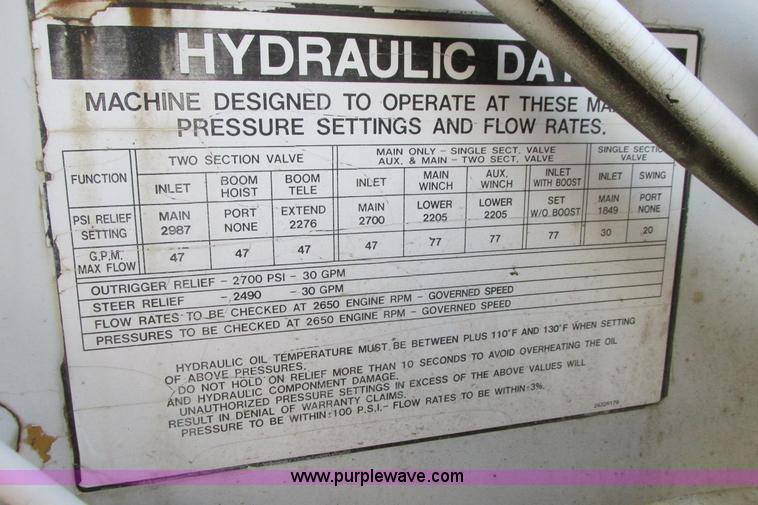 HYDRAULIC DA
MACHINE DESIGNED TO OPERATE AT THESE
PRESSURE SETTINGS AND FLOW RATES.
FUNCTION TWO SECTION VALVE MAIN ONLY - SINGLE SECT. VALVE AUX. & MAIN - TWO SECT. VALVE SINGLE SECTION VALVE
INLET BOOM HOIST BOOM TELE INLET MAIN WINCH AUX. WINCH INLET WITH BOOST INLET SWING
PSI RELIEF SETTING MAIN 2987 PORT NONE EXTEND 2276 MAIN 2700 LOWER 2205 LOWER 2205 SET W/O BOOST MAIN 1849 PORT NONE
G.P.M. MAX FLOW 47 47 47 47 77 77 77 30 20
OUTRIGGER RELIEF - 2700 PSI - 30 GPM
STEER RELIEF - 2490 - 30 GPM
FLOW RATES TO BE CHECKED AT 2650 ENGINE RPM - GOVERNED SPEED
PRESSURES TO BE CHECKED AT 2650 ENGINE RPM - GOVERNED SPEED
HYDRAULIC OIL TEMPERATURE MUST BE BETWEEN PLUS 110°F AND 130°F WHEN SETTING
OF ABOVE PRESSURES.
DO NOT HOLD ON RELIEF MORE THAN 10 SECONDS TO AVOID OVERHEATING THE OIL
AND HYDRAULIC COMPONMENT DAMAGE.
UNAUTHORIZED PRESSURE SETTINGS IN EXCESS OF THE ABOVE VALUES WILL
RESULT IN DENIAL OF WARRANTY CLAIMS.
PRESSURE TO BE WITHIN ±100 P.S.I. - FLOW RATES TO BE WITHIN ±3%.
www.purplewave.com